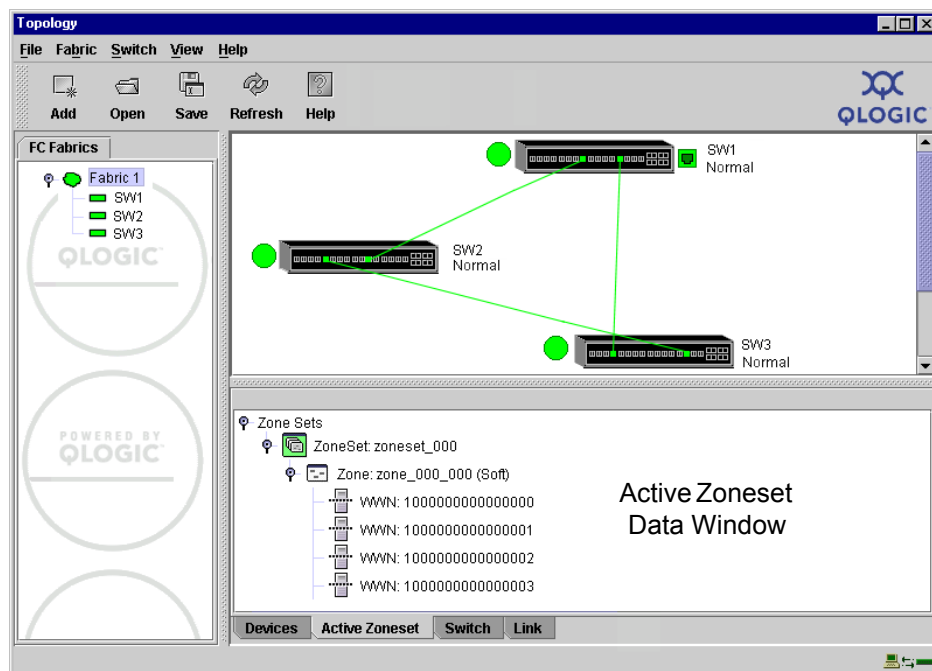 Topology
File Fabric Switch View Help
Add Open Save Refresh Help
QLOGIC
FC Fabrics
Fabric 1
SW1
SW2
SW3
QLOGIC
POWERED BY
QLOGIC
SW1
Normal
SW2
Normal
SW3
Normal
Zone Sets
ZoneSet: zoneset_000
Zone: zone_000_000 (Soft)
WWN: 1000000000000000
WWN: 1000000000000001
WWN: 1000000000000002
WWN: 1000000000000003
Active Zoneset
Data Window
Devices Active Zoneset Switch Link